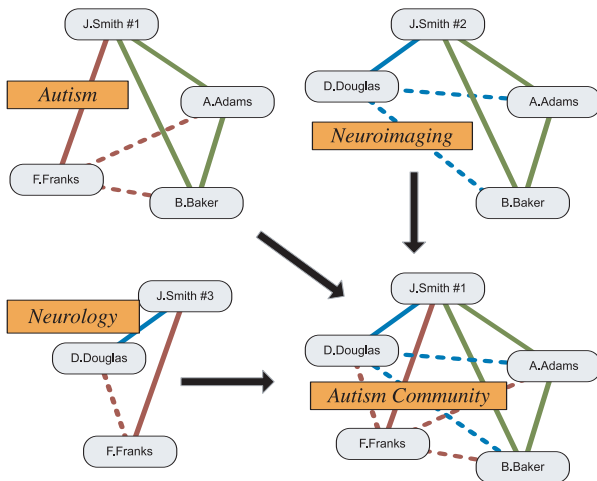 J.Smith #1
Autism
A.Adams
F.Franks
B.Baker
J.Smith #2
D.Douglas
A.Adams
Neuroimaging
B.Baker
J.Smith #3
Neurology
D.Douglas
F.Franks
J.Smith #1
D.Douglas
A.Adams
Autism Community
F.Franks
B.Baker